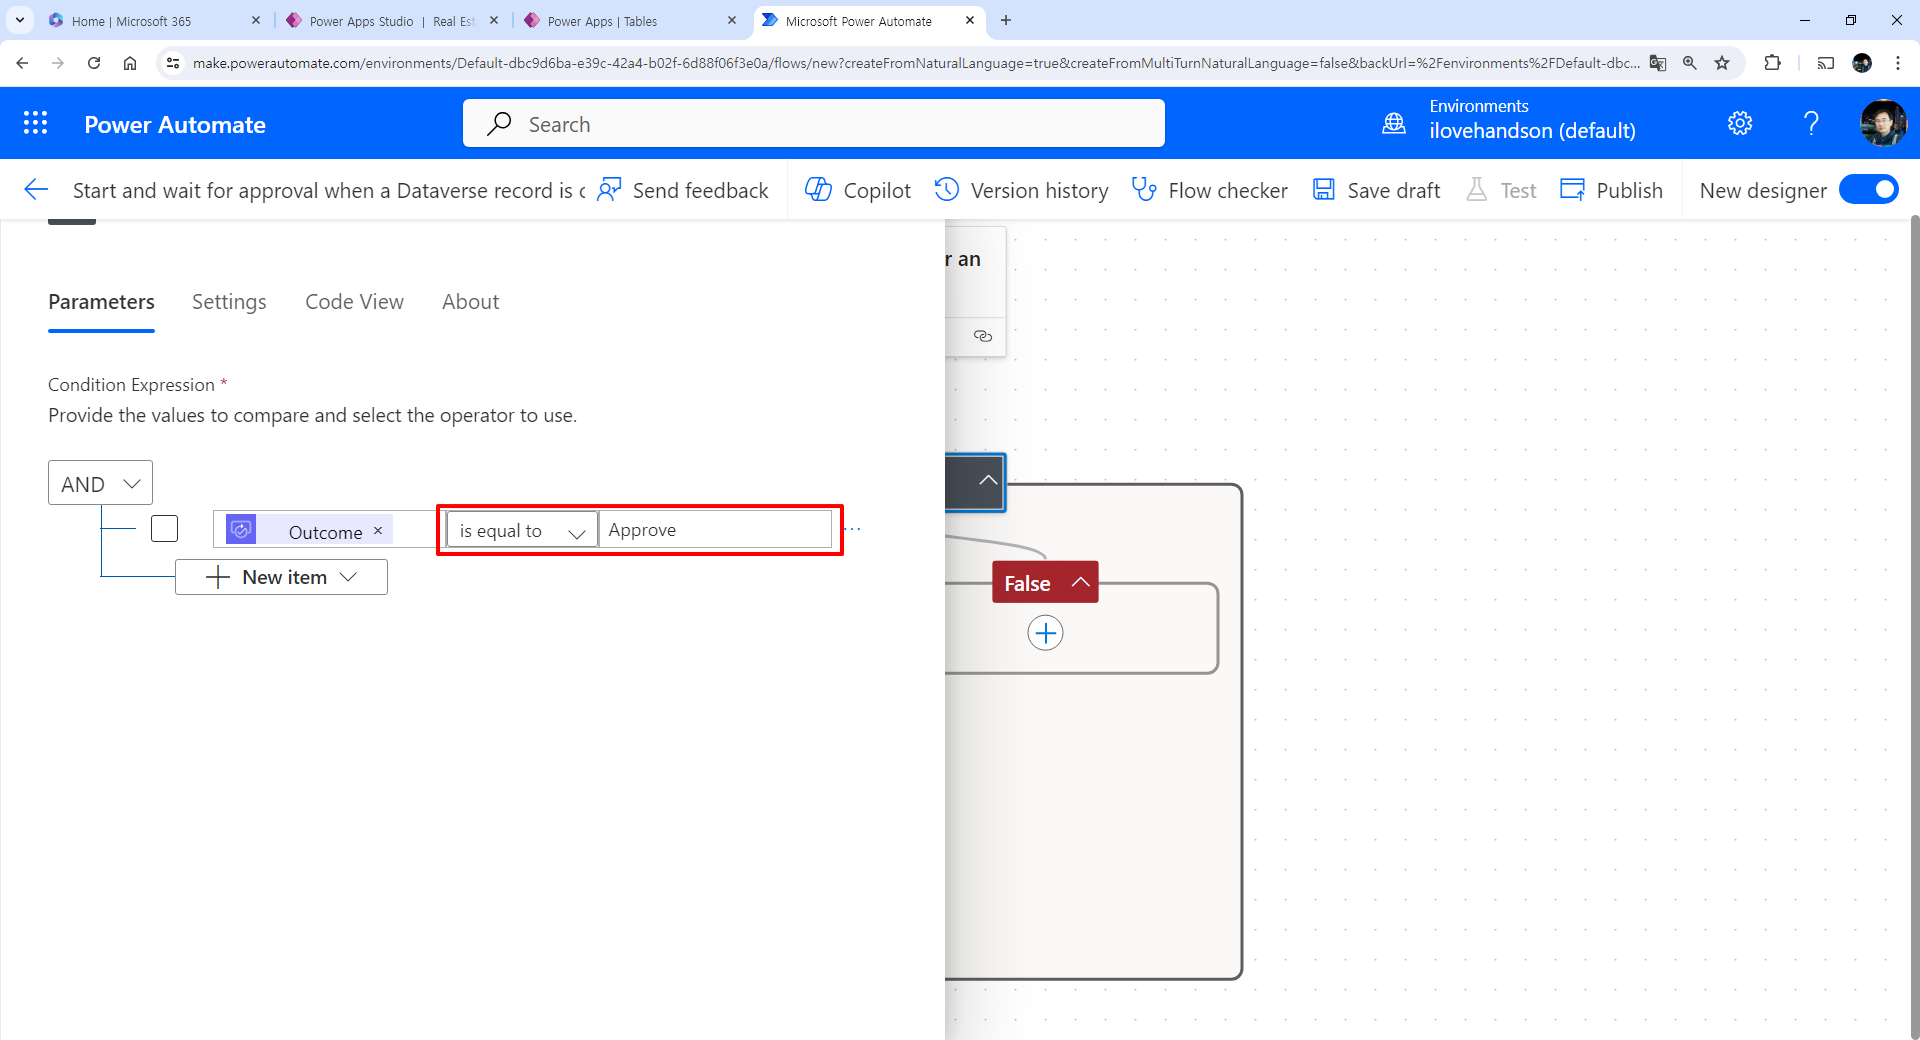 Home | Microsoft 365
Power Apps Studio | Real Est
Power Apps | Tables
Microsoft Power Automate
make.powerautomate.com/environments/Default-dbc9d6ba-e39c-42a4-b02f-6d88f06f3e0a/flows/new?createFromNaturalLanguage=true&createFromMultiTurnNaturalLanguage=false&backUrl=%2Fenvironments%2FDefault-dbc...
Power Automate
Search
Environments
ilovehandson (default)
Start and wait for approval when a Dataverse record is c
Send feedback
Copilot
Version history
Flow checker
Save draft
Test
Publish
New designer
r an
Parameters
Settings
Code View
About
Condition Expression *
Provide the values to compare and select the operator to use.
AND
Outcome
is equal to
Approve
...
New item
False